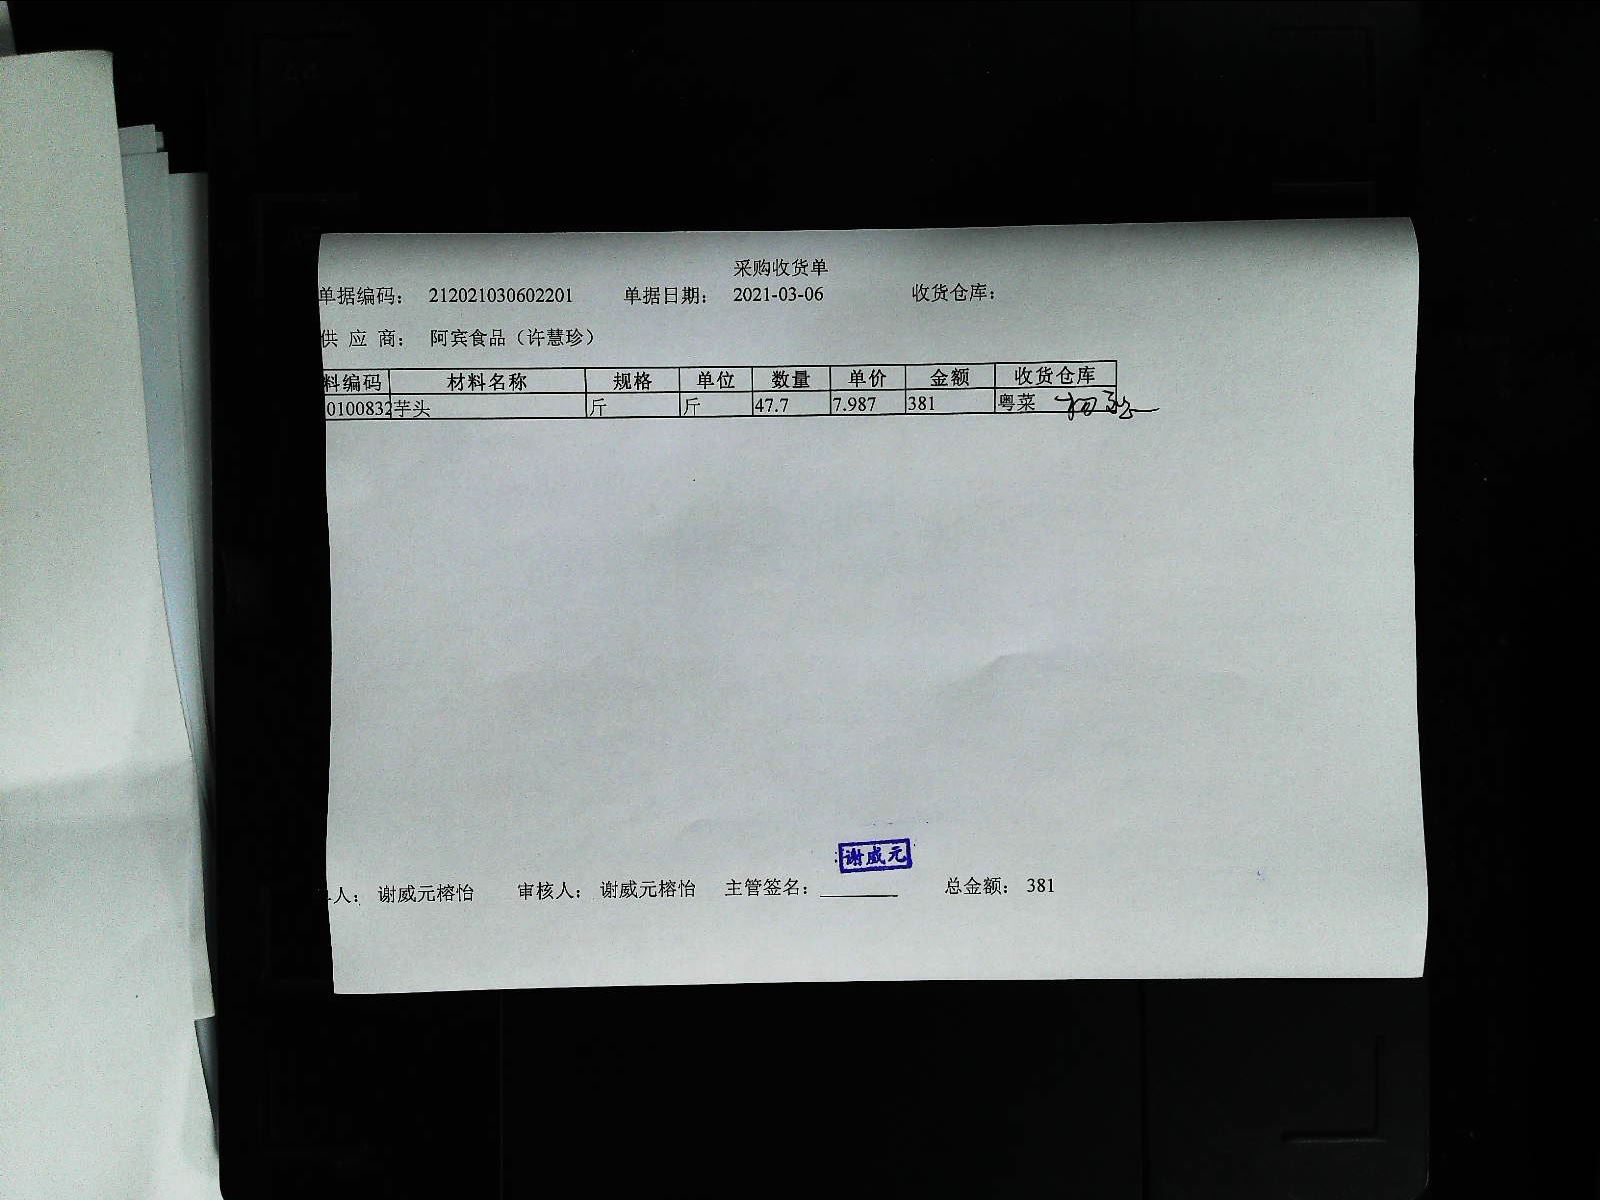 采购收货单
单据编码： 212021030602201 单据日期： 2021-03-06 收货仓库：
供 应 商： 阿宾食品（许慧珍）
料编码 材料名称 规格 单位 数量 单价 金额 收货仓库
0100832 芋头 斤 斤 47.7 7.987 381 粤菜
谢威元
人： 谢威元榕怡 审核人： 谢威元榕怡 主管签名： 总金额： 381